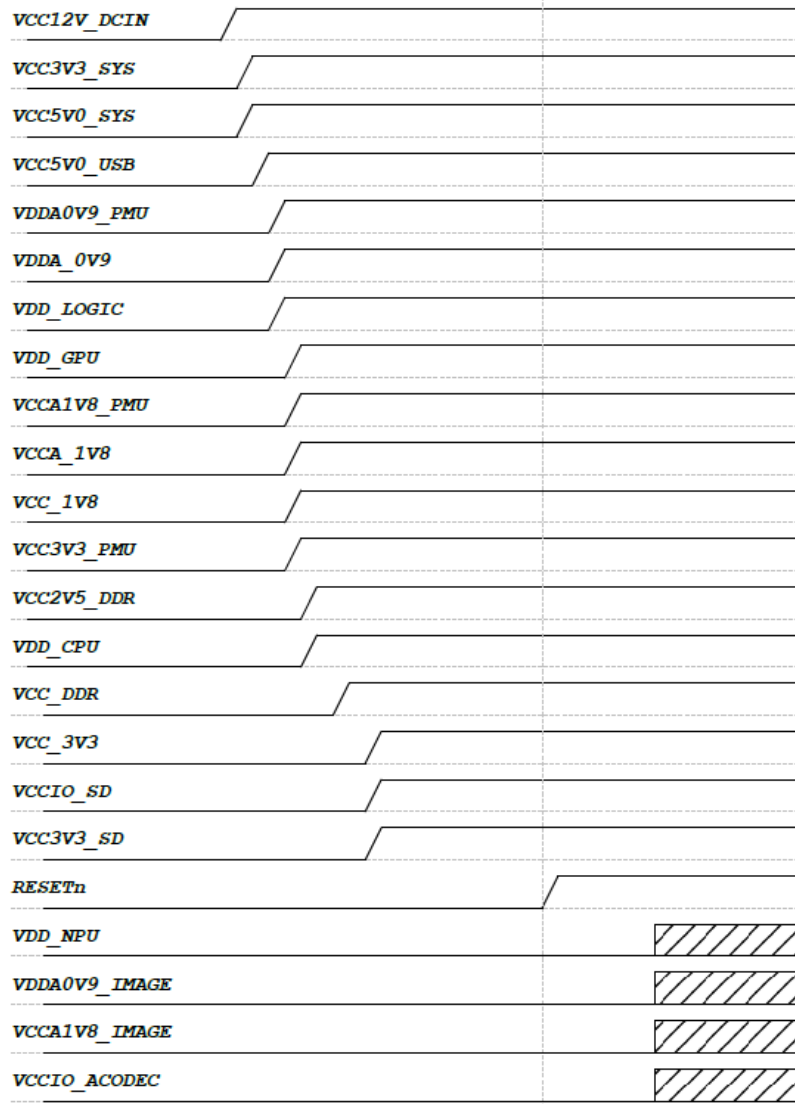 VCC12V_DCIN
VCC3V3_SYS
VCC5V0_SYS
VCC5V0_USB
VDDA0V9_PMU
VDDA_0V9
VDD_LOGIC
VDD_GPU
VCCA1V8_PMU
VCCA_1V8
VCC_1V8
VCC3V3_PMU
VCC2V5_DDR
VDD_CPU
VCC_DDR
VCC_3V3
VCCIO_SD
VCC3V3_SD
RESETn
VDD_NPU
VDDA0V9_IMAGE
VCCA1V8_IMAGE
VCCIO_ACODEC